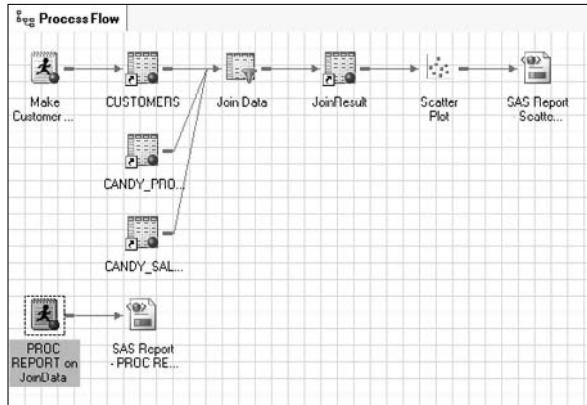 Process Flow
Make
Customer ...
CUSTOMERS
Join Data
JoinResult
Scatter
Plot
SAS Report
- Scatte...
CANDY_PRO...
CANDY_SAL...
PROC
REPORT on
JoinData
SAS Report
- PROC RE...